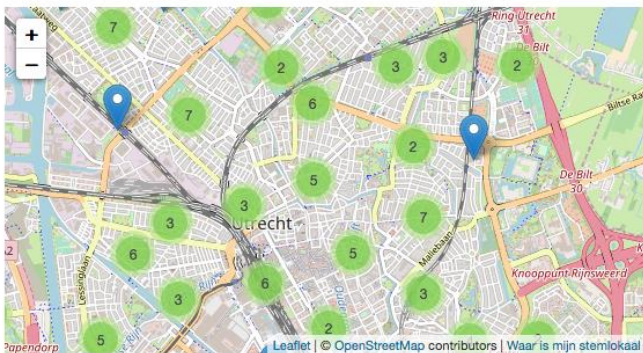 +
−
7
2
3
3
2
Ring Utrecht
31
De Bilt
6
7
2
5
3
Utrecht
3
7
6
5
6
3
3
5
2
Lessinglaan
Maliebaan
Biltse
De Bilt
30
Knooppunt Rijnsweerd
Papendorp
Leaflet | © OpenStreetMap contributors | Waar is mijn stemlokaal